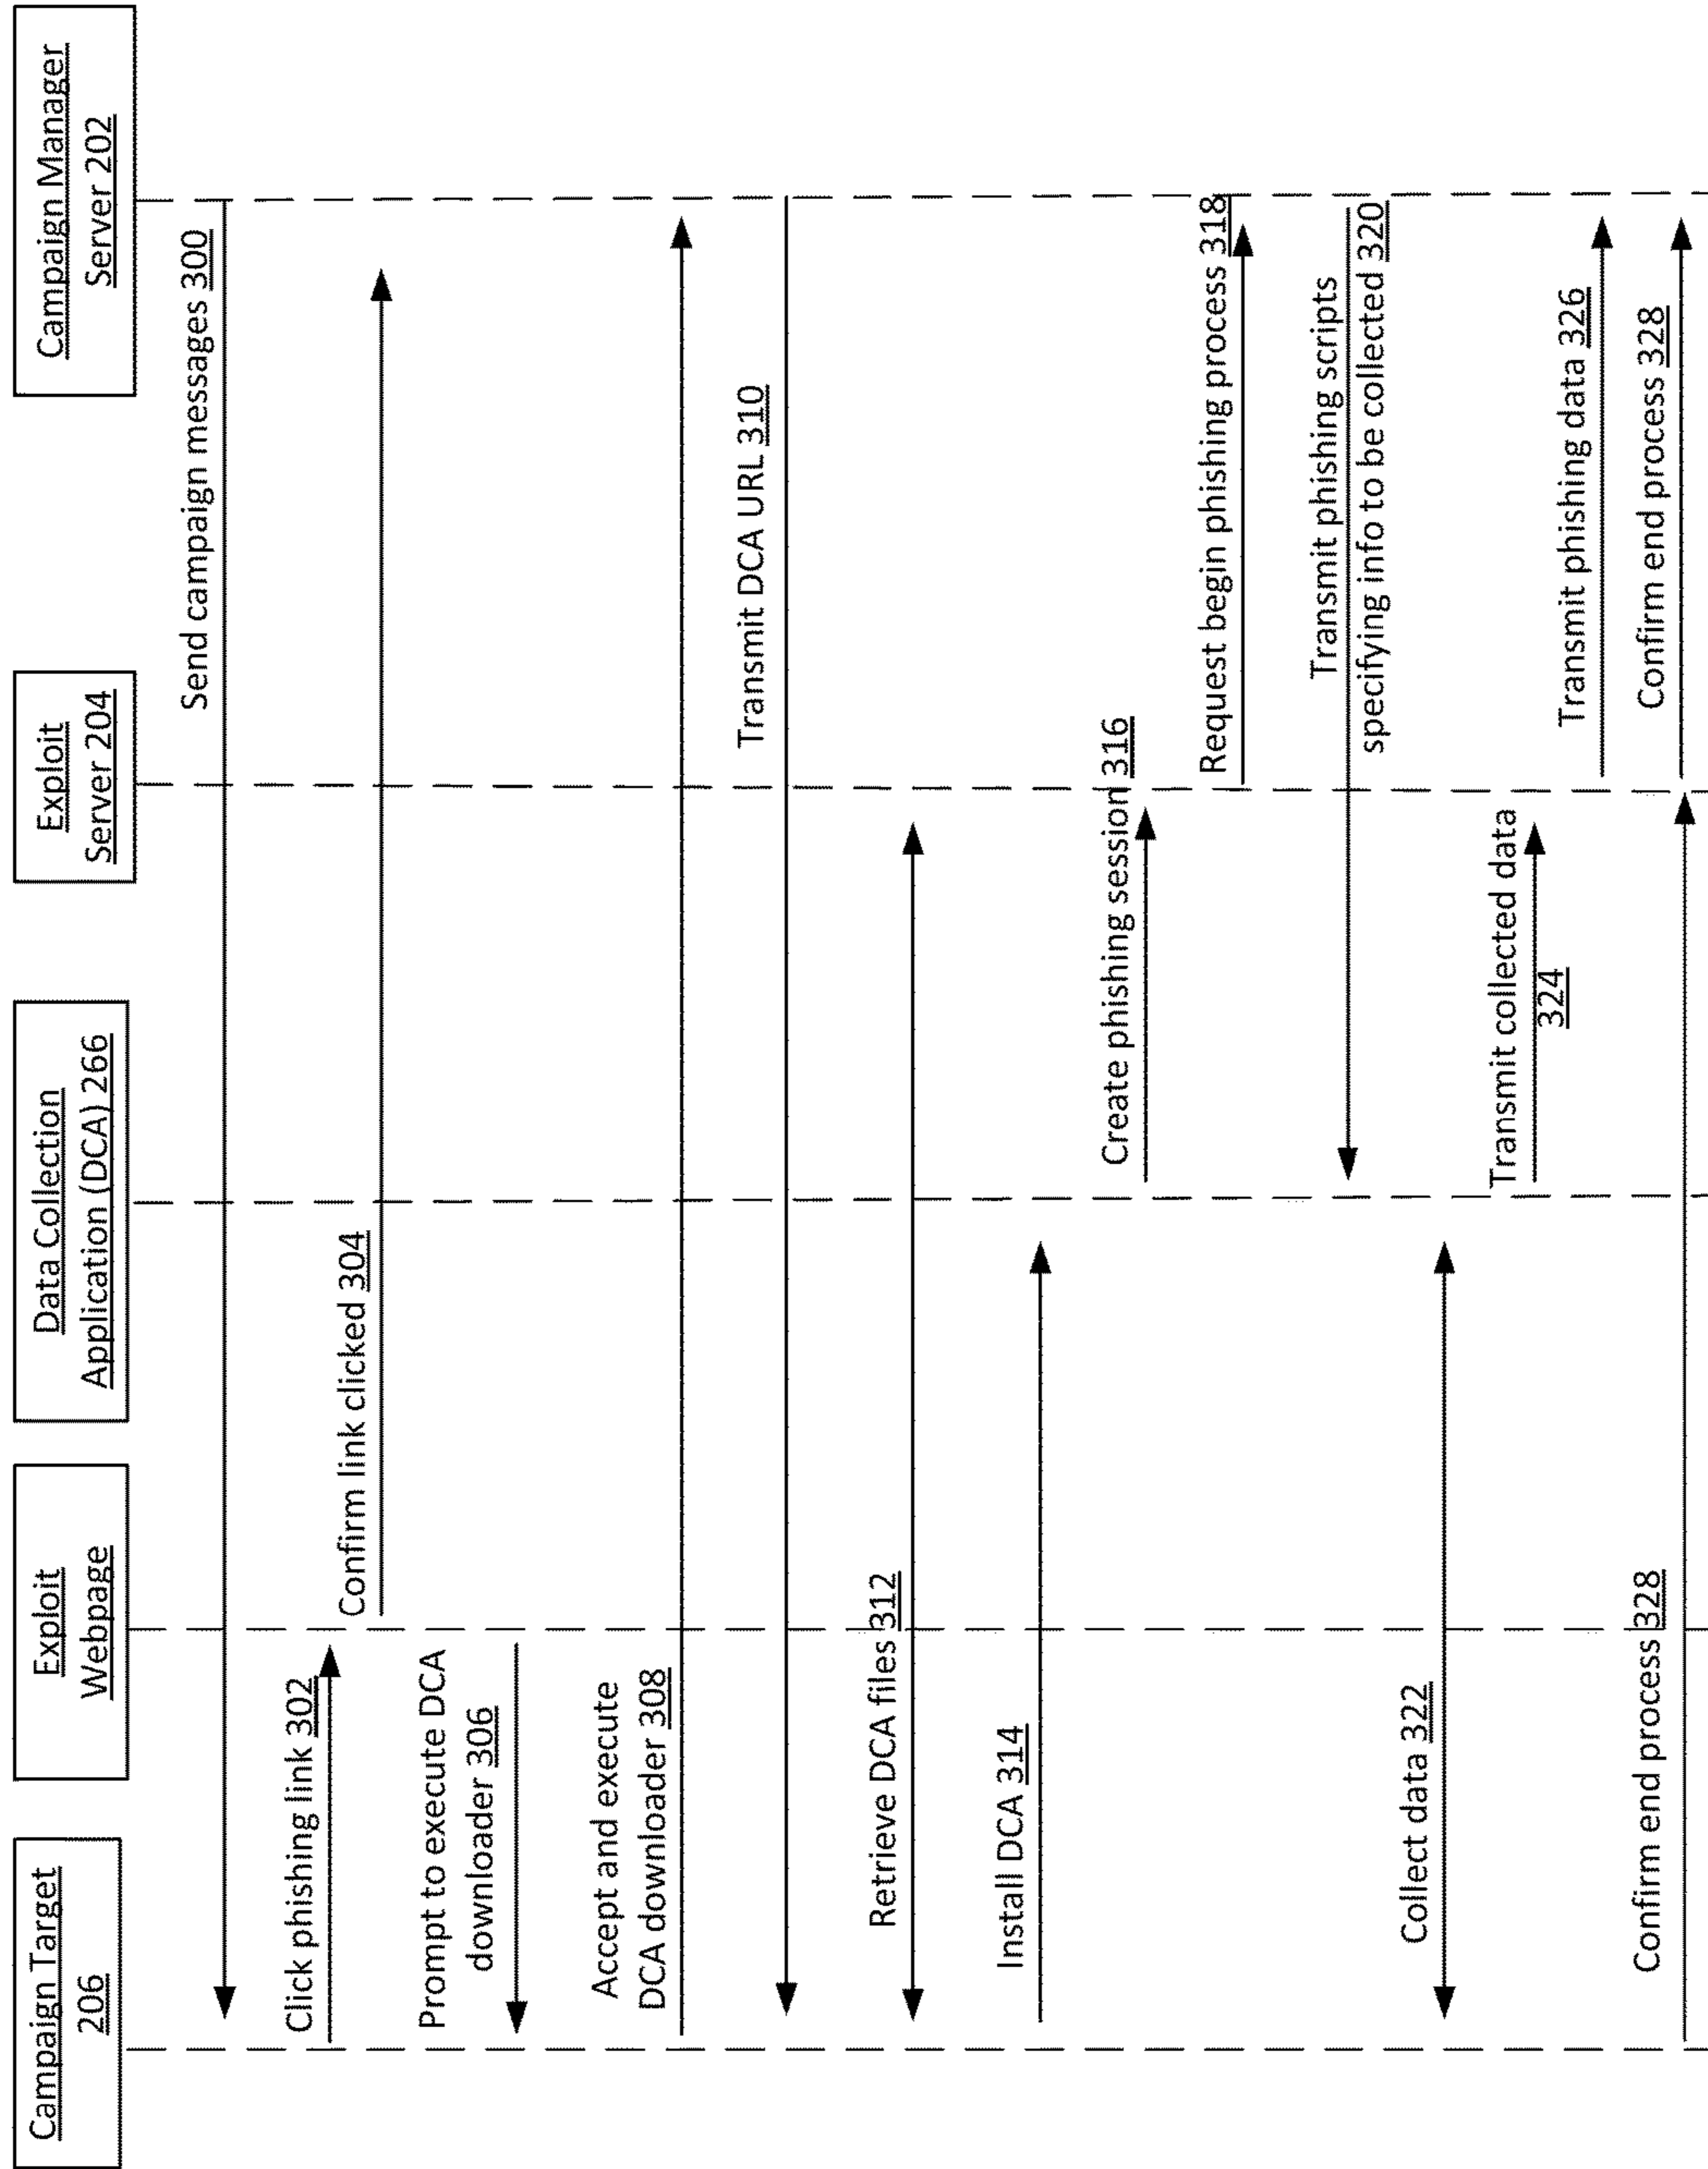 Campaign Target
206
Exploit
Webpage
Data Collection
Application (DCA) 266
Exploit
Server 204
Campaign Manager
Server 202
Send campaign messages 300
Click phishing link 302
Confirm link clicked 304
Prompt to execute DCA
downloader 306
Accept and execute
DCA downloader 308
Transmit DCA URL 310
Retrieve DCA files 312
Install DCA 314
Create phishing session 316
Request begin phishing process 318
Transmit phishing scripts
specifying info to be collected 320
Collect data 322
Transmit collected data
324
Transmit phishing data 326
Confirm end process 328
Confirm end process 328